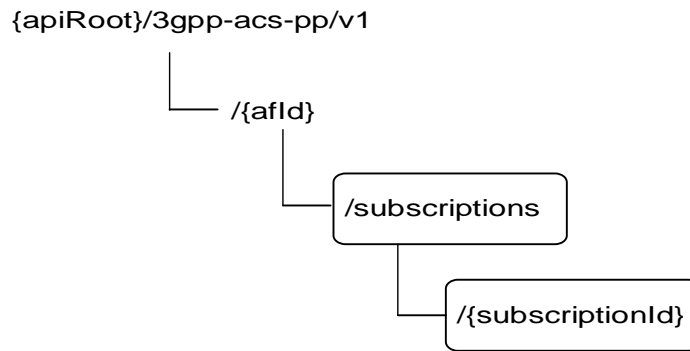 {apiRoot}/3gpp-acs-pp/v1
/{afId}
/subscriptions
/{subscriptionId}